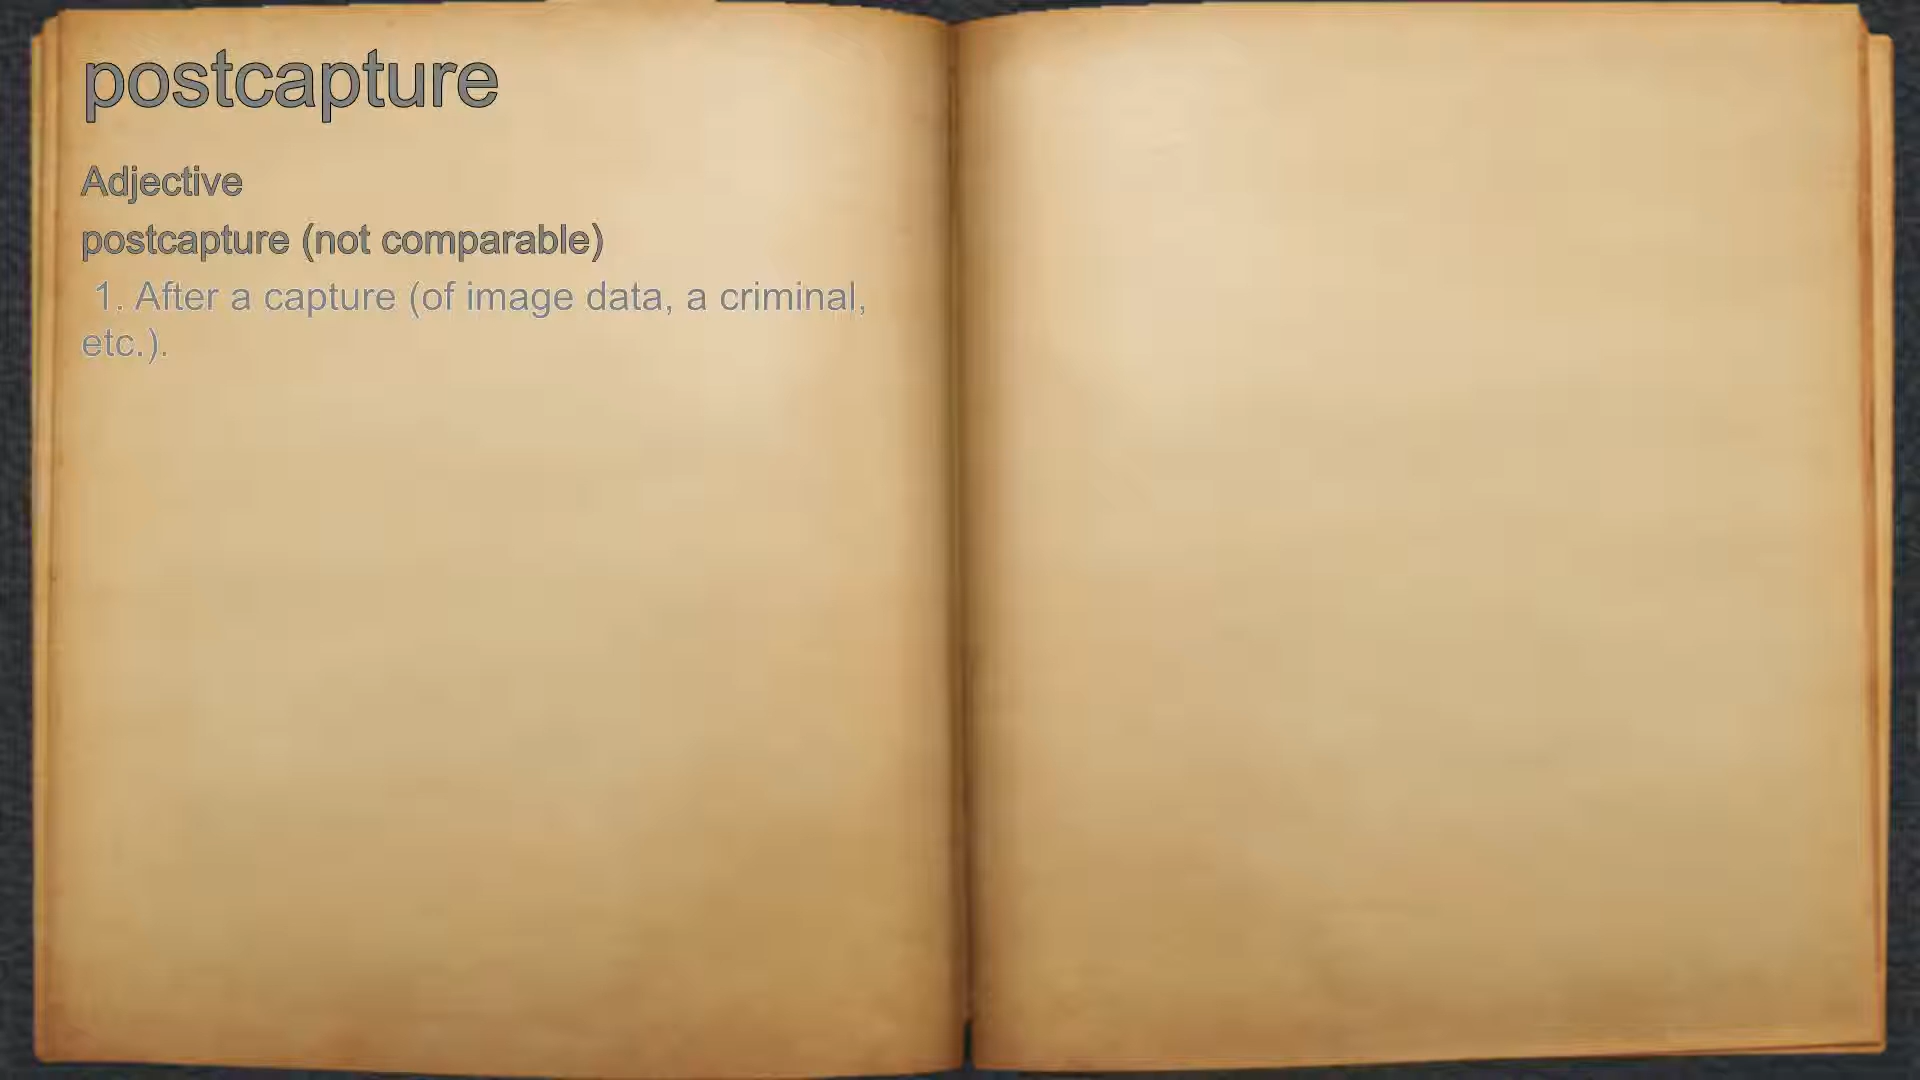 postcapture
Adjective
postcapture (not comparable)
1. After a capture (of image data, a criminal,
etc.).